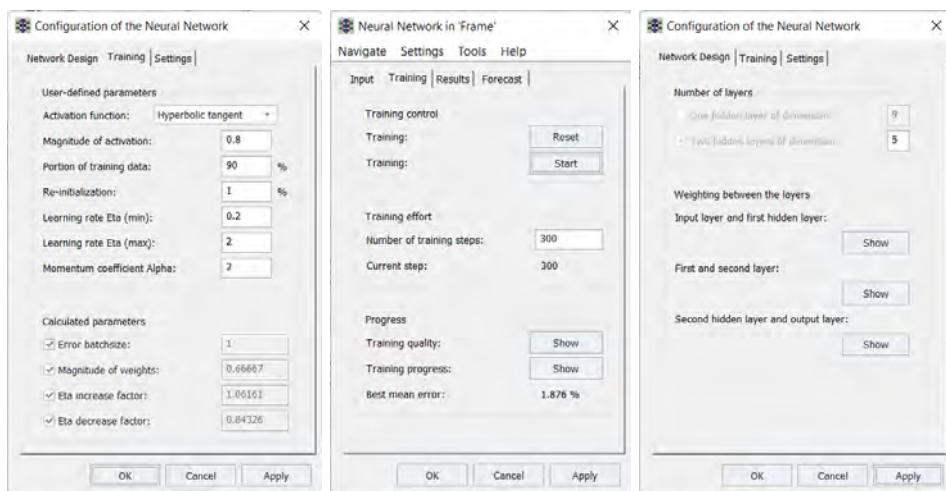 Configuration of the Neural Network
Network Design Training Settings
User-defined parameters
Activation function: Hyperbolic tangent
Magnitude of activation: 0.8
Portion of training data: 90 %
Re-initialization: 1 %
Learning rate Eta (min): 0.2
Learning rate Eta (max): 2
Momentum coefficient Alpha: 2
Calculated parameters
Error batchsize: 1
Magnitude of weights: 0.66667
Eta increase factor: 1.06161
Eta decrease factor: 0.84326
OK Cancel Apply
Neural Network in 'Frame'
Navigate Settings Tools Help
Input Training Results Forecast
Training control
Training: Reset
Training: Start
Training effort
Number of training steps: 300
Current step: 300
Progress
Training quality: Show
Training progress: Show
Best mean error: 1.876 %
OK Cancel Apply
Configuration of the Neural Network
Network Design Training Settings
Number of layers
One hidden layer of dimension: 9
Two hidden layers of dimension: 5
Weighting between the layers
Input layer and first hidden layer:
Show
First and second layer:
Show
Second hidden layer and output layer:
Show
OK Cancel Apply